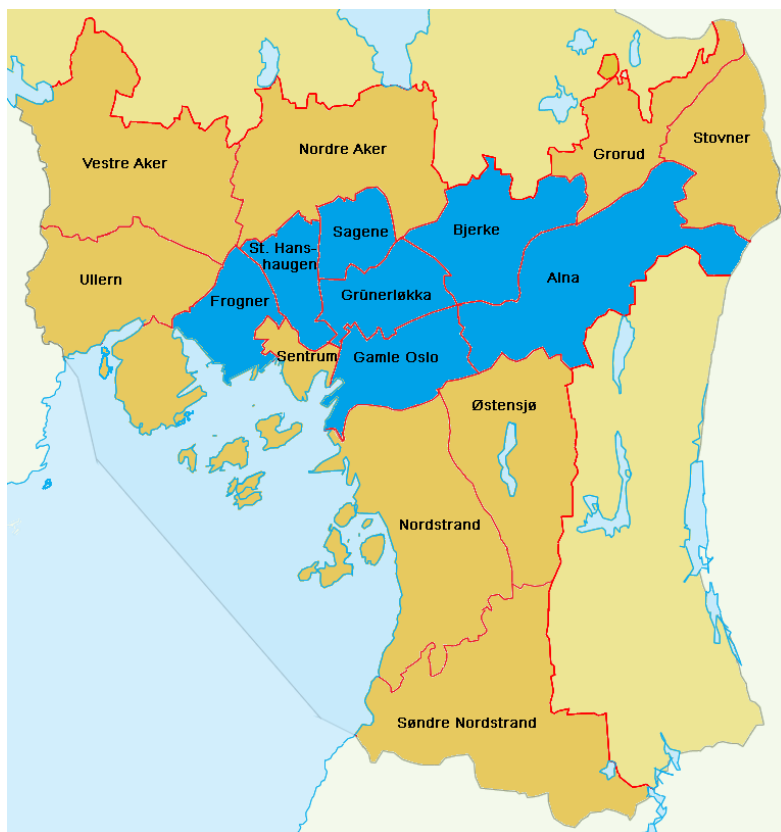 Nordre Aker
Stovner
Grorud
Vestre Aker
Sagene
Bjerke
St. Hans-
haugen
Alna
Ullern
Grünerløkka
Frogner
Sentrum
Gamle Oslo
Østensjø
Nordstrand
Søndre Nordstrand